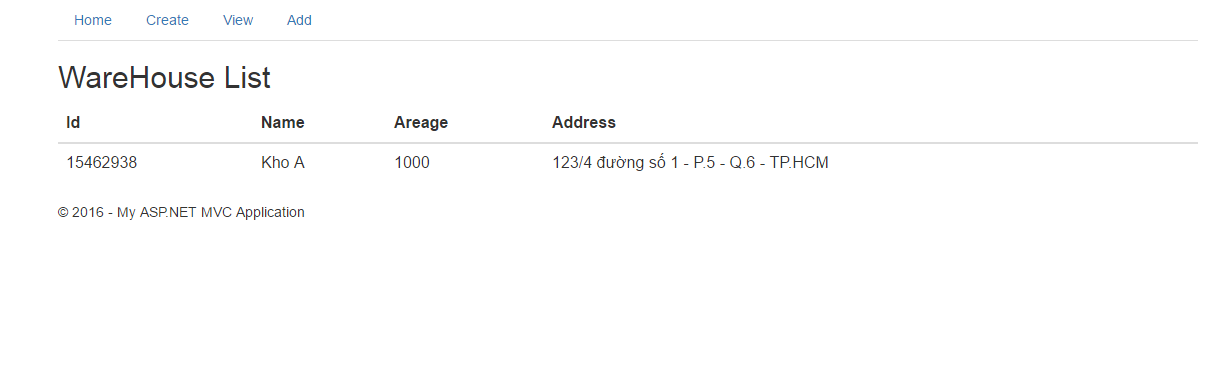 Home Create View Add
WareHouse List
Id Name Areage Address
15462938 Kho A 1000 123/4 đường số 1 - P.5 - Q.6 - TP.HCM
© 2016 - My ASP.NET MVC Application